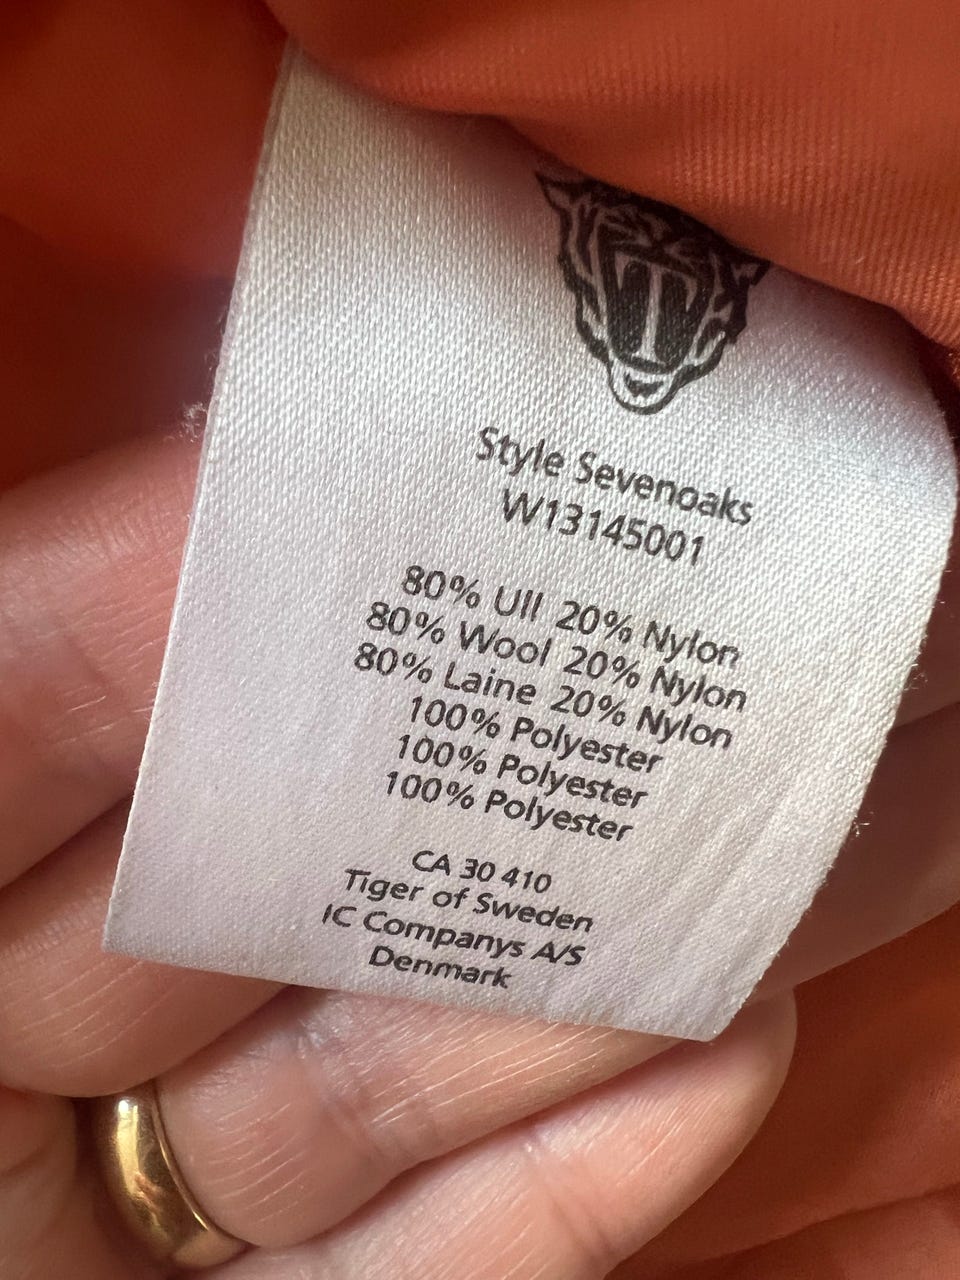 T
Style Sevenoaks
W13145001
80% Ull 20% Nylon
80% Wool 20% Nylon
80% Laine 20% Nylon
100% Polyester
100% Polyester
100% Polyester
CA 30 410
Tiger of Sweden
IC Companys A/S
Denmark